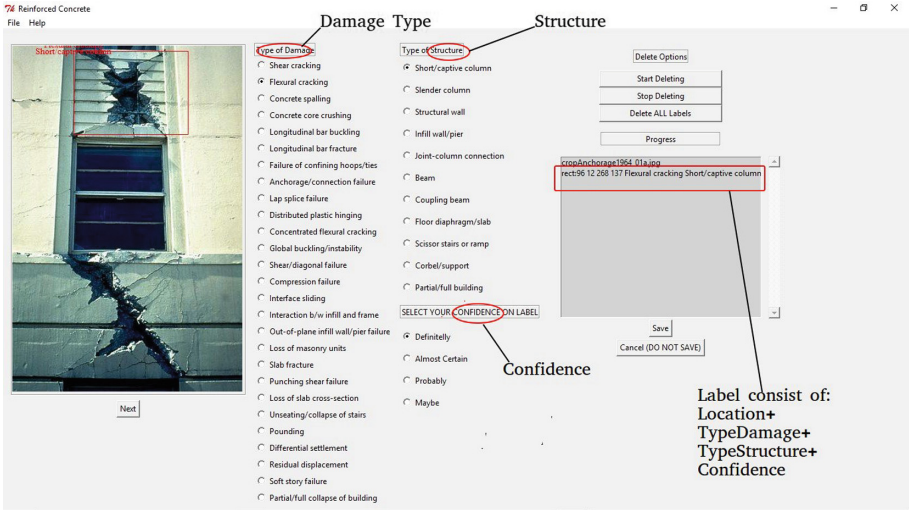 Reinforced Concrete
File Help
Damage Type
Structure
Short/captive column
Type of Damage
Shear cracking
Flexural cracking
Concrete spalling
Concrete core crushing
Longitudinal bar buckling
Longitudinal bar fracture
Failure of confining hoops/ties
Anchorage/connection failure
Lap splice failure
Distributed plastic hinging
Concentrated flexural cracking
Global buckling/instability
Shear/diagonal failure
Compression failure
Interface sliding
Interaction b/w infill and frame
Out-of-plane infill wall/pier failure
Loss of masonry units
Slab fracture
Punching shear failure
Loss of slab cross-section
Unseating/collapse of stairs
Pounding
Differential settlement
Residual displacement
Soft story failure
Partial/full collapse of building
Type of Structure
Short/captive column
Slender column
Structural wall
Infill wall/pier
Joint-column connection
Beam
Coupling beam
Floor diaphragm/slab
Scissor stairs or ramp
Corbel/support
Partial/full building
SELECT YOUR CONFIDENCE ON LABEL
Definitelly
Almost Certain
Probably
Maybe
Confidence
Delete Options
Start Deleting
Stop Deleting
Delete ALL Labels
Progress
cropAnchorage1964_01a.jpg
rect:96 12 268 137 Flexural cracking Short/captive column
Save
Cancel (DO NOT SAVE)
Label consist of:
Location+
TypeDamage+
TypeStructure+
Confidence
Next